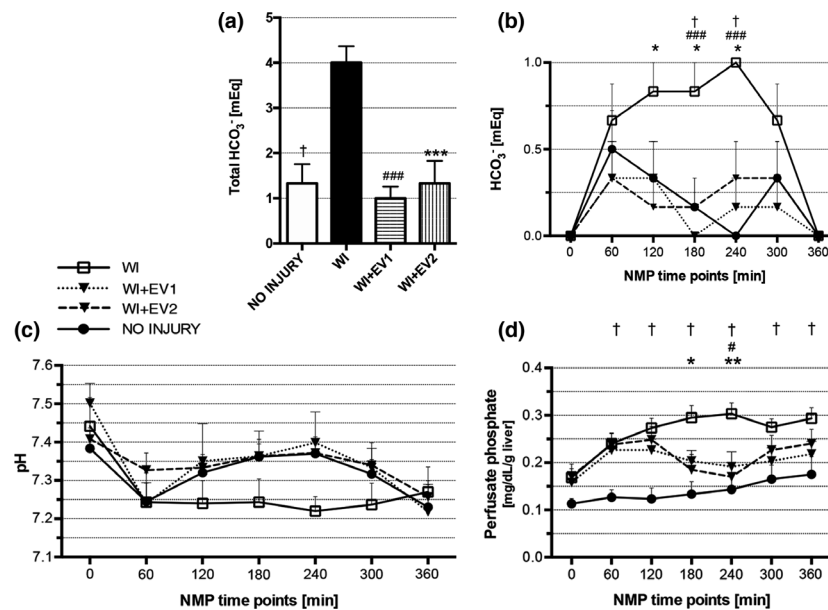 (a)
Total HCO₃⁻ [mEq]
5
4
3
2
1
0
†
###
***
NO INJURY
WI
WI+EV1
WI+EV2
(b)
†
†
###
###
*
*
*
HCO₃⁻ [mEq]
1.0
0.5
0.0
0 60 120 180 240 300 360
NMP time points [min]
WI
WI+EV1
WI+EV2
NO INJURY
(c)
pH
7.6
7.5
7.4
7.3
7.2
7.1
0 60 120 180 240 300 360
NMP time points [min]
(d)
† † † † † †
#
* **
Perfusate phosphate
[mg/dL/g liver]
0.4
0.3
0.2
0.1
0.0
0 60 120 180 240 300 360
NMP time points [min]